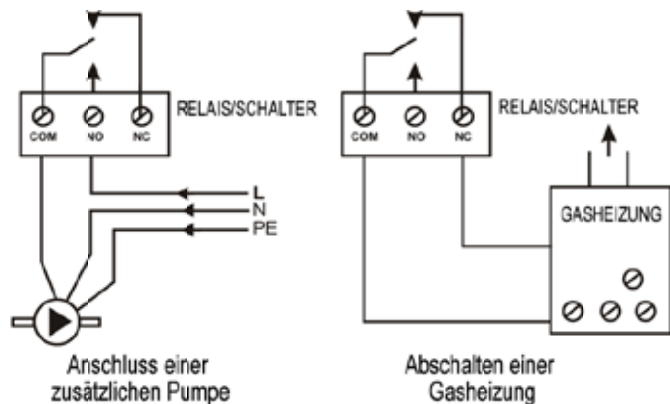 RELAIS/SCHALTER
COM NO NC
L
N
PE
Anschluss einer
zusätzlichen Pumpe
RELAIS/SCHALTER
COM NO NC
GASHEIZUNG
Abschalten einer
Gasheizung